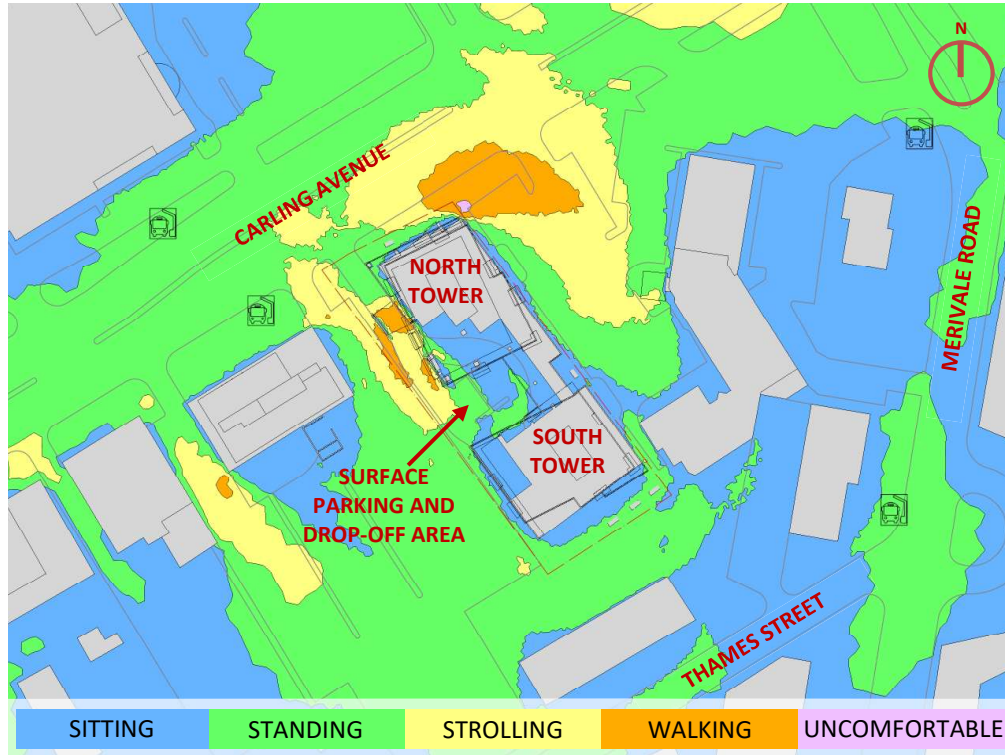 N
CARLING AVENUE
NORTH
TOWER
MERIVALE ROAD
SOUTH
TOWER
SURFACE
PARKING AND
DROP-OFF AREA
THAMES STREET
SITTING
STANDING
STROLLING
WALKING
UNCOMFORTABLE